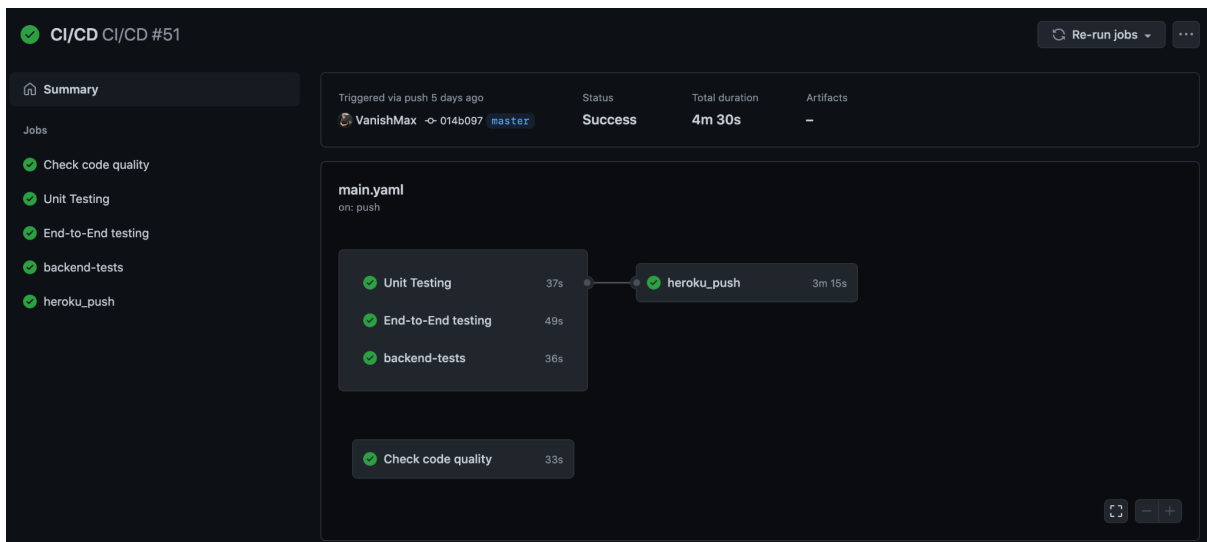 CI/CD CI/CD #51
Re-run jobs
Summary
Jobs
Check code quality
Unit Testing
End-to-End testing
backend-tests
heroku_push
Triggered via push 5 days ago
VanishMax 014b097 master
Status
Success
Total duration
4m 30s
Artifacts
–
main.yaml
on: push
Unit Testing 37s
End-to-End testing 49s
backend-tests 36s
heroku_push 3m 15s
Check code quality 33s